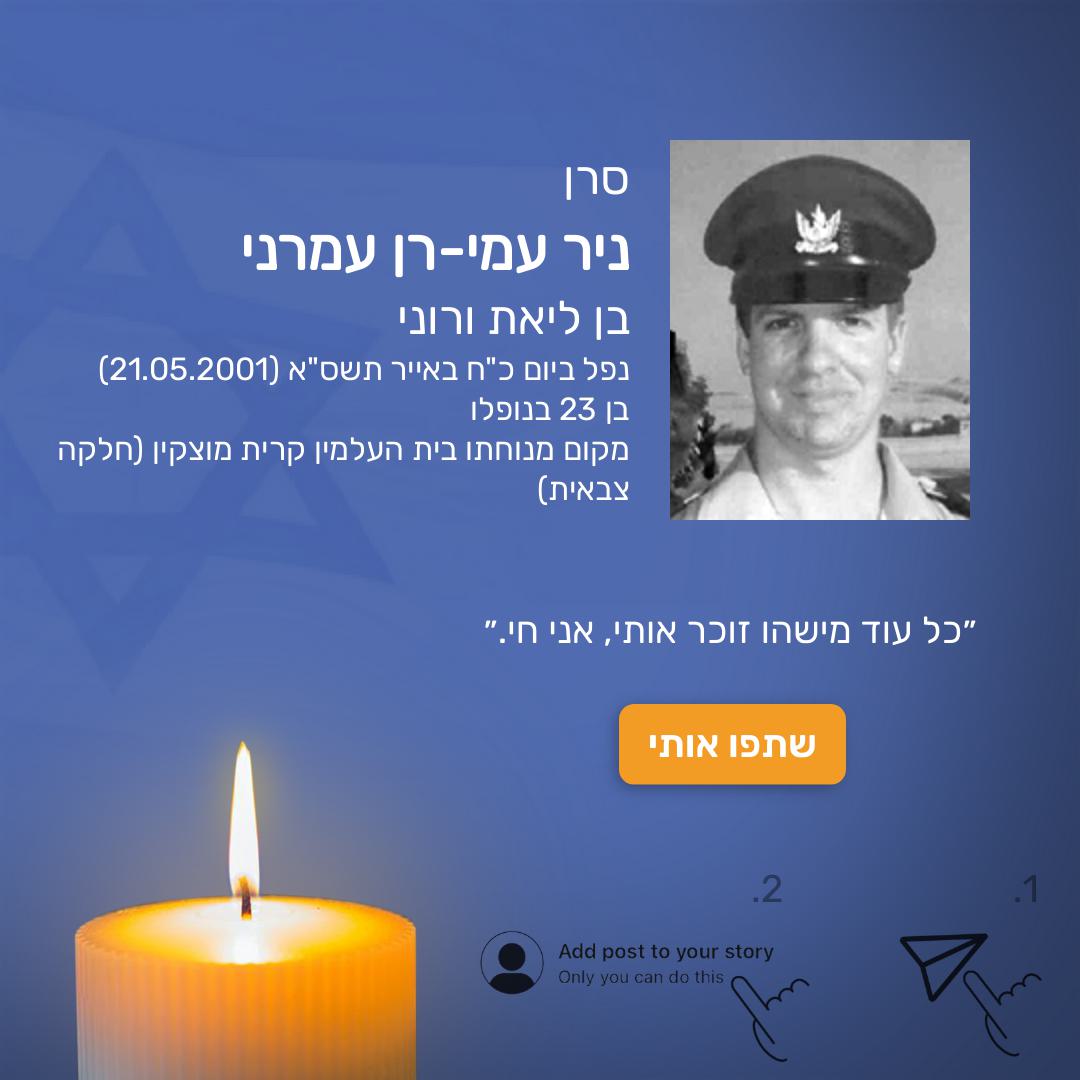 סרן
ניר עמי-רן עמרני
בן ליאת ורוני
נפל ביום כ"ח באייר תשס"א (21.05.2001)
בן 23 בנופלו
מקום מנוחתו בית העלמין קרית מוצקין (חלקה
צבאית)
״כל עוד מישהו זוכר אותי, אני חי.״
שתפו אותי
.1
.2
Add post to your story
Only you can do this